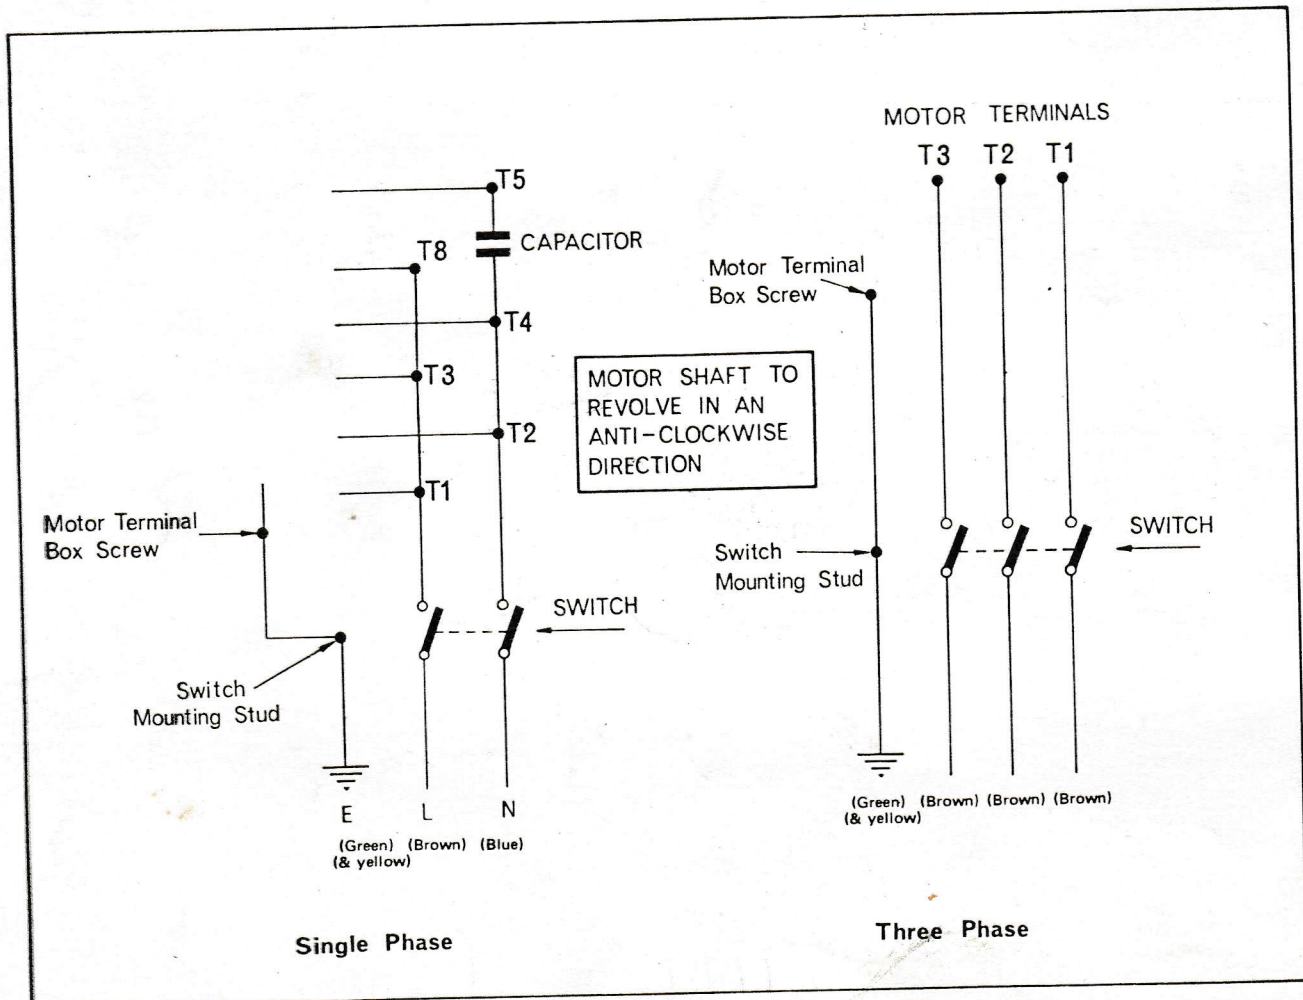 T5
CAPACITOR
T8
T4
T3
T2
T1
Motor Terminal
Box Screw
SWITCH
Switch
Mounting Stud
E L N
(Green) (Brown) (Blue)
(& yellow)
Single Phase
MOTOR SHAFT TO
REVOLVE IN AN
ANTI-CLOCKWISE
DIRECTION
MOTOR TERMINALS
T3 T2 T1
Motor Terminal
Box Screw
Switch
Mounting Stud
SWITCH
(Green) (Brown) (Brown) (Brown)
(& yellow)
Three Phase